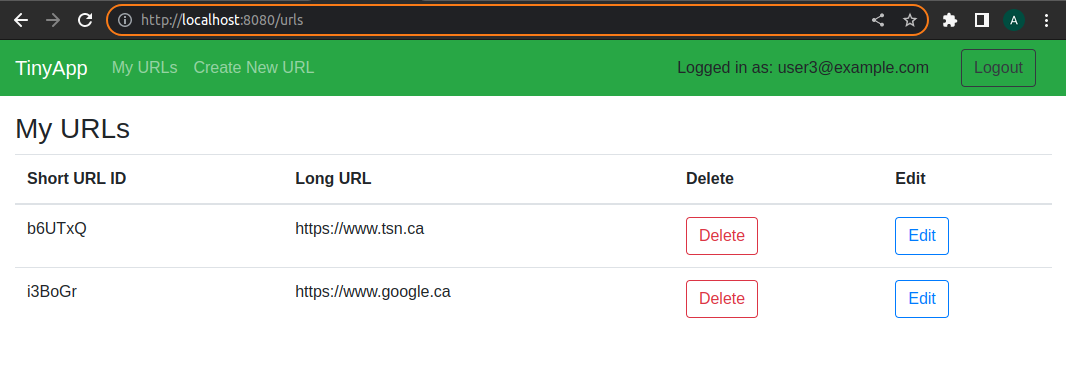 http://localhost:8080/urls
A
TinyApp My URLs Create New URL Logged in as: user3@example.com Logout
My URLs
Short URL ID Long URL Delete Edit
b6UTxQ https://www.tsn.ca Delete Edit
i3BoGr https://www.google.ca Delete Edit